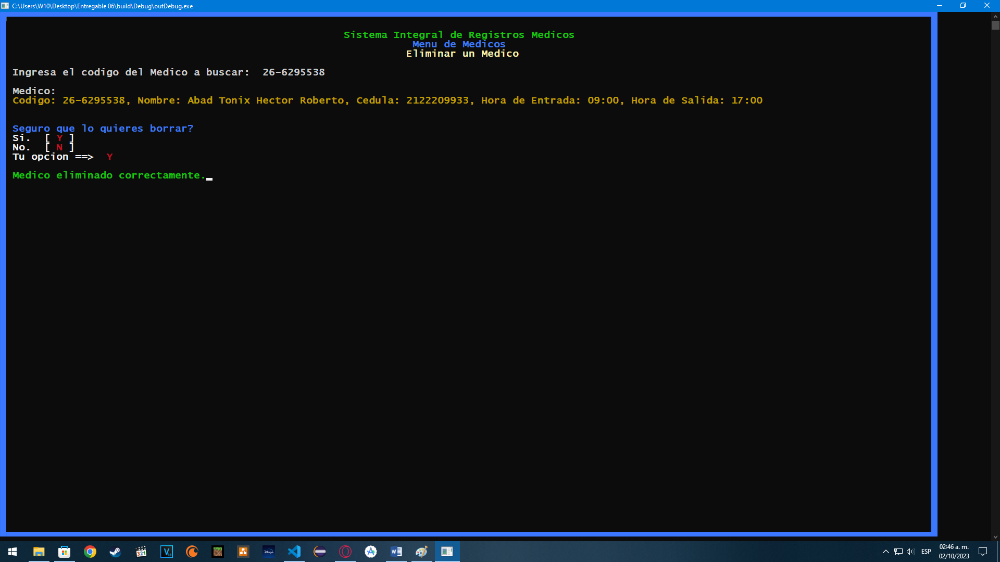 C:\Users\W10\Desktop\Entregable 06\build\Debug\outDebug.exe
Sistema Integral de Registros Medicos
Menu de Medicos
Eliminar un Medico
Ingresa el codigo del Medico a buscar:  26-6295538
Medico:
Codigo: 26-6295538, Nombre: Abad Tonix Hector Roberto, Cedula: 2122209933, Hora de Entrada: 09:00, Hora de Salida: 17:00
Seguro que lo quieres borrar?
Si.  [ Y ]
No.  [ N ]
Tu opcion ==>  Y
Medico eliminado correctamente.
321
V
18
Disney+
W
ESP
02:46 a. m.
02/10/2023